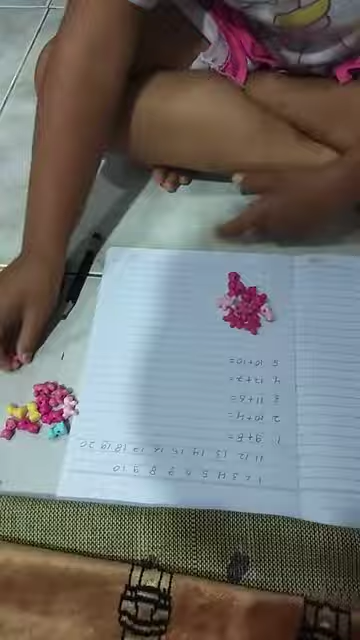 1 2 3 4 5 6 7 8 9 10
11 12 13 14 15 16 17 18 19 20
1. 9+5=
2. 10+4=
3. 11+6=
4. 12+7=
5. 10+10=